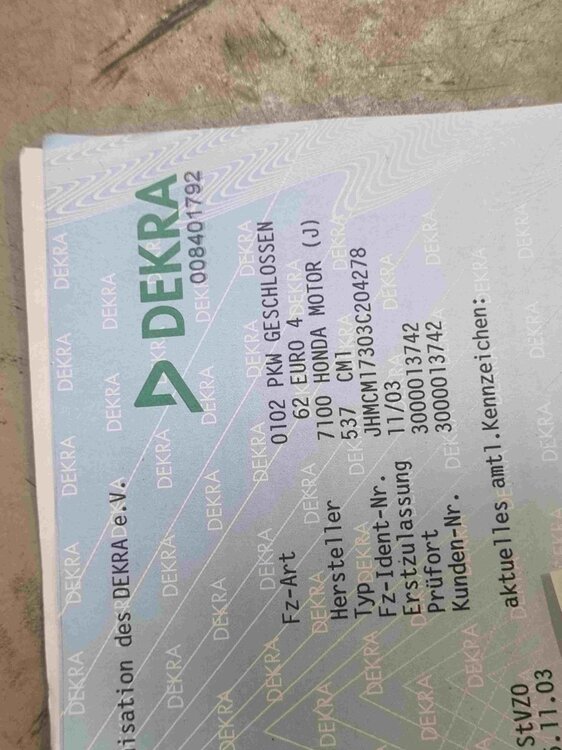 isation des DEKRA e.V.
DEKRA
008401792
Fz-Art 0102 PKW GESCHLOSSEN
62 EURO 4
Hersteller 7100 HONDA MOTOR (J)
Typ 537 CM1
Fz-Ident-Nr. JHMCM17303C204278
Erstzulassung 11/03
Prüfort 3000013742
Kunden-Nr. 3000013742
aktuelles amtl.Kennzeichen:
StVZO
.11.03